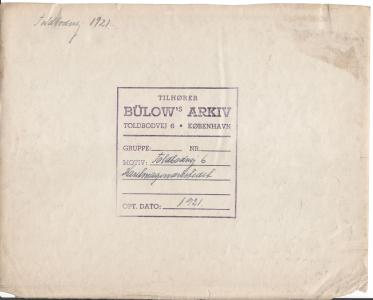 Toldbodvej 1921.
TILHØRER
BÜLOW'S ARKIV
TOLDBODVEJ 6 • KØBENHAVN
GRUPPE: NR.
MOTIV: Toldbodvej 6
OPT. DATO: 1921.